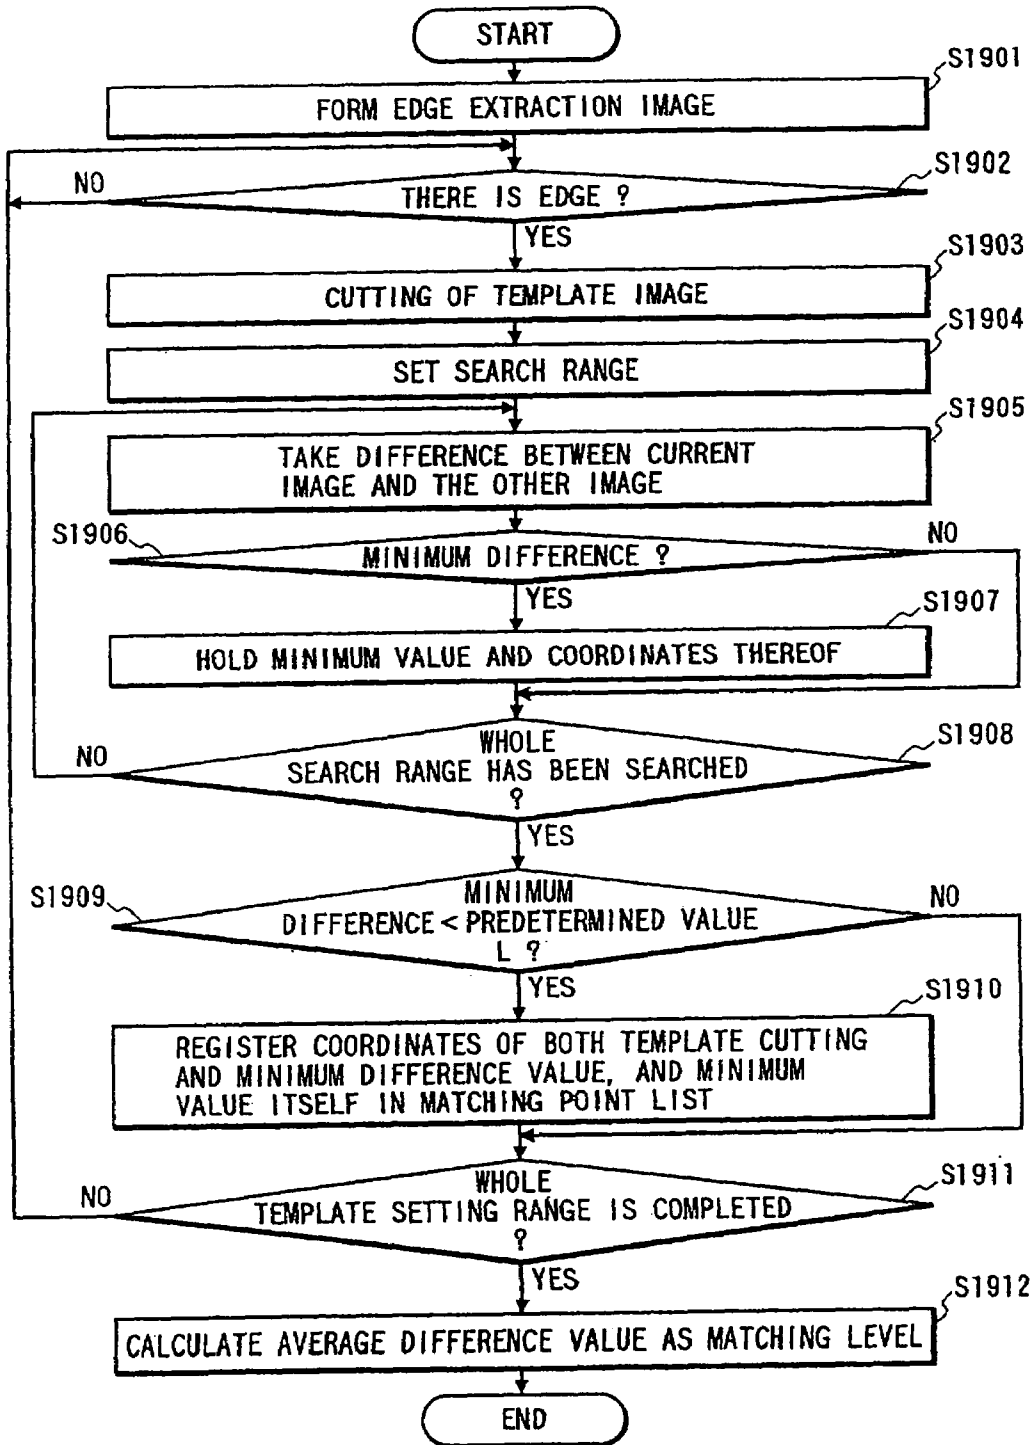 START
S1901
FORM EDGE EXTRACTION IMAGE
S1902
NO
THERE IS EDGE ?
YES
S1903
CUTTING OF TEMPLATE IMAGE
S1904
SET SEARCH RANGE
S1905
TAKE DIFFERENCE BETWEEN CURRENT
IMAGE AND THE OTHER IMAGE
S1906
NO
MINIMUM DIFFERENCE ?
YES
S1907
HOLD MINIMUM VALUE AND COORDINATES THEREOF
S1908
NO
WHOLE
SEARCH RANGE HAS BEEN SEARCHED
?
YES
S1909
NO
MINIMUM
DIFFERENCE < PREDETERMINED VALUE
L ?
YES
S1910
REGISTER COORDINATES OF BOTH TEMPLATE CUTTING
AND MINIMUM DIFFERENCE VALUE, AND MINIMUM
VALUE ITSELF IN MATCHING POINT LIST
S1911
NO
WHOLE
TEMPLATE SETTING RANGE IS COMPLETED
?
YES
S1912
CALCULATE AVERAGE DIFFERENCE VALUE AS MATCHING LEVEL
END